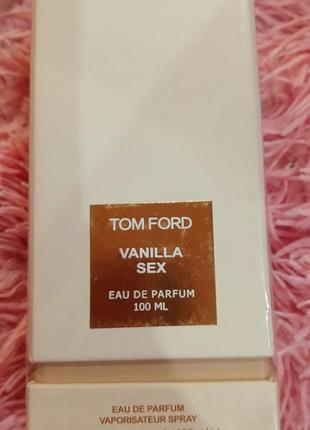 TOM FORD
VANILLA
SEX
EAU DE PARFUM
100 ML
EAU DE PARFUM
VAPORISATEUR SPRAY